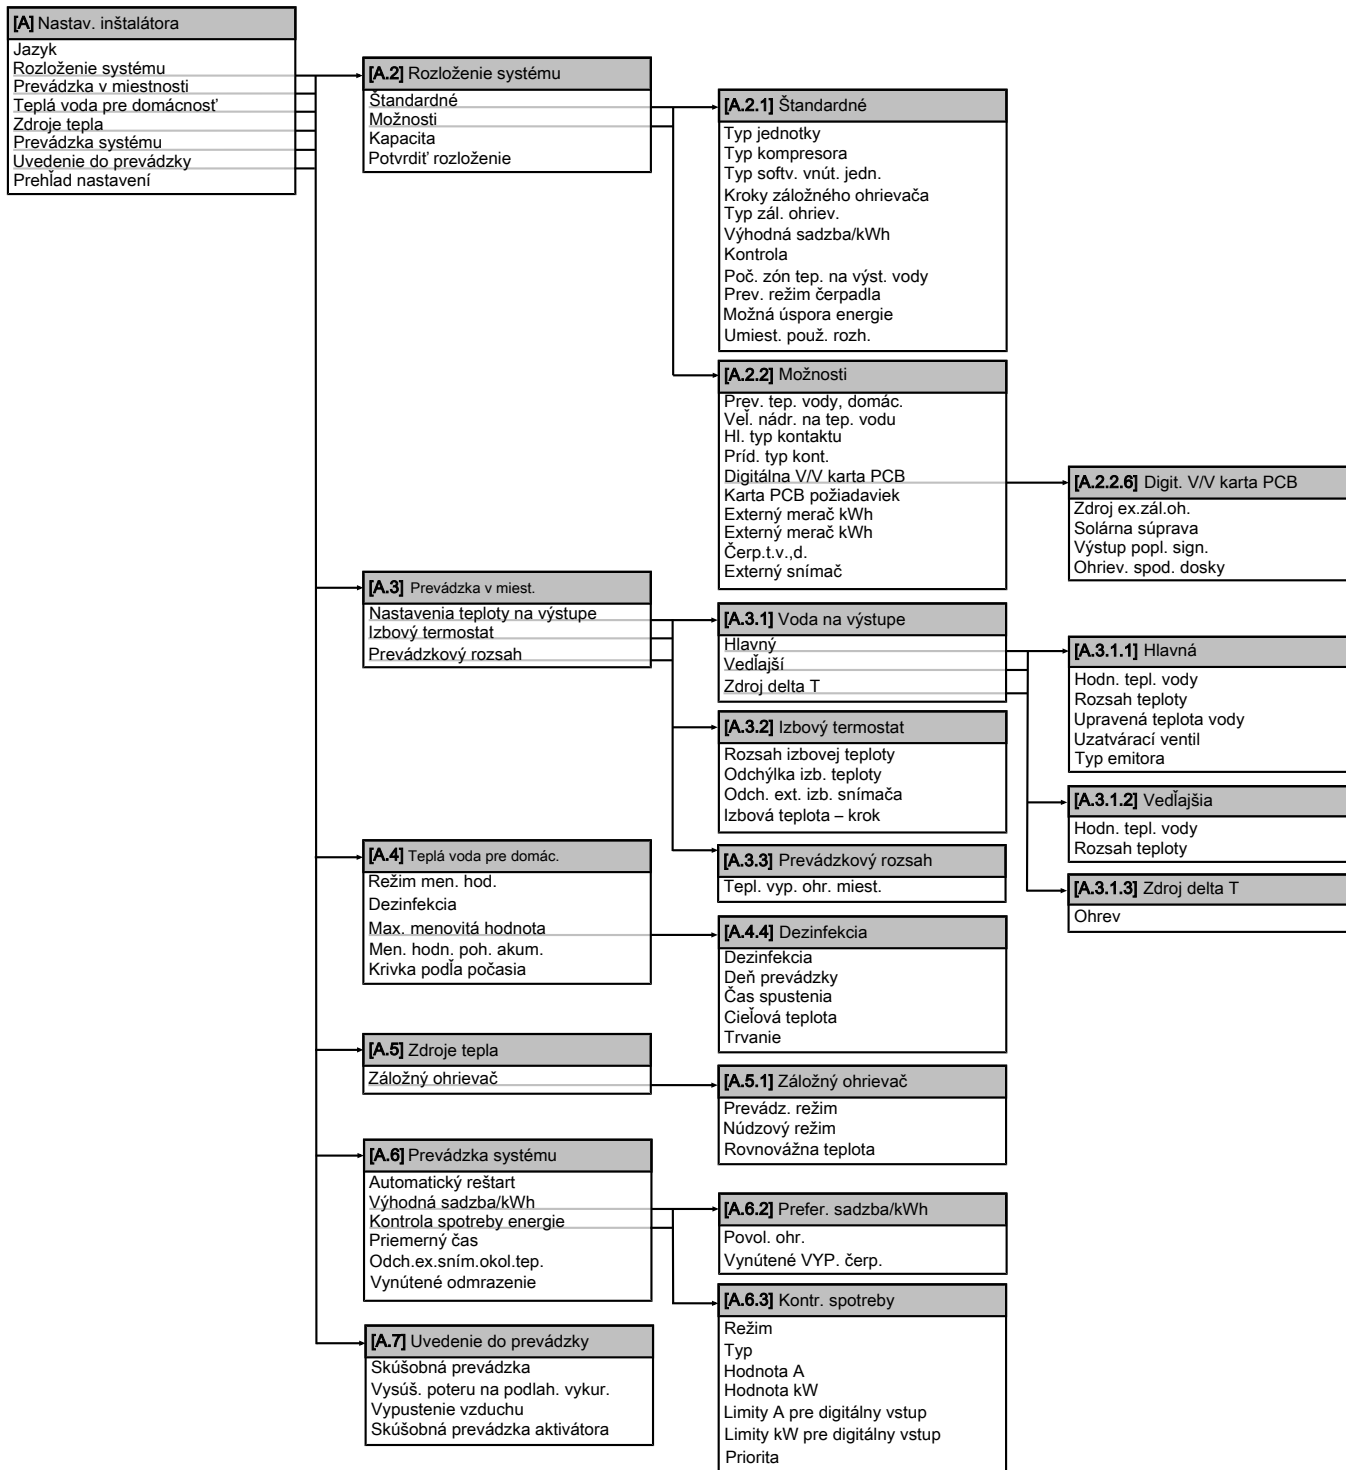 [A] Nastav. inštalátora
Jazyk
Rozloženie systému
Prevádzka v miestnosti
Teplá voda pre domácnosť
Zdroje tepla
Prevádzka systému
Uvedenie do prevádzky
Prehľad nastavení
[A.2] Rozloženie systému
Štandardné
Možnosti
Kapacita
Potvrdiť rozloženie
[A.2.1] Štandardné
Typ jednotky
Typ kompresora
Typ softv. vnút. jedn.
Kroky záložného ohrievača
Typ zál. ohriev.
Výhodná sadzba/kWh
Kontrola
Poč. zón tep. na výst. vody
Prev. režim čerpadla
Možná úspora energie
Umiest. použ. rozh.
[A.2.2] Možnosti
Prev. tep. vody, domác.
Veľ. nádr. na tep. vodu
Hl. typ kontaktu
Príd. typ kont.
Digitálna V/V karta PCB
Karta PCB požiadaviek
Externý merač kWh
Externý merač kWh
Čerp.t.v.,d.
Externý snímač
[A.2.2.6] Digit. V/V karta PCB
Zdroj ex.zál.oh.
Solárna súprava
Výstup popl. sign.
Ohriev. spod. dosky
[A.3] Prevádzka v miest.
Nastavenia teploty na výstupe
Izbový termostat
Prevádzkový rozsah
[A.3.1] Voda na výstupe
Hlavný
Vedľajší
Zdroj delta T
[A.3.1.1] Hlavná
Hodn. tepl. vody
Rozsah teploty
Upravená teplota vody
Uzatvárací ventil
Typ emitora
[A.3.2] Izbový termostat
Rozsah izbovej teploty
Odchýlka izb. teploty
Odch. ext. izb. snímača
Izbová teplota – krok
[A.3.1.2] Vedľajšia
Hodn. tepl. vody
Rozsah teploty
[A.3.3] Prevádzkový rozsah
Tepl. vyp. ohr. miest.
[A.3.1.3] Zdroj delta T
Ohrev
[A.4] Teplá voda pre domác.
Režim men. hod.
Dezinfekcia
Max. menovitá hodnota
Men. hodn. poh. akum.
Krivka podľa počasia
[A.4.4] Dezinfekcia
Dezinfekcia
Deň prevádzky
Čas spustenia
Cieľová teplota
Trvanie
[A.5] Zdroje tepla
Záložný ohrievač
[A.5.1] Záložný ohrievač
Prevádz. režim
Núdzový režim
Rovnovážna teplota
[A.6] Prevádzka systému
Automatický reštart
Výhodná sadzba/kWh
Kontrola spotreby energie
Priemerný čas
Odch.ex.sním.okol.tep.
Vynútené odmrazenie
[A.6.2] Prefer. sadzba/kWh
Povol. ohr.
Vynútené VYP. čerp.
[A.6.3] Kontr. spotreby
Režim
Typ
Hodnota A
Hodnota kW
Limity A pre digitálny vstup
Limity kW pre digitálny vstup
Priorita
[A.7] Uvedenie do prevádzky
Skúšobná prevádzka
Vysúš. poteru na podlah. vykur.
Vypustenie vzduchu
Skúšobná prevádzka aktivátora